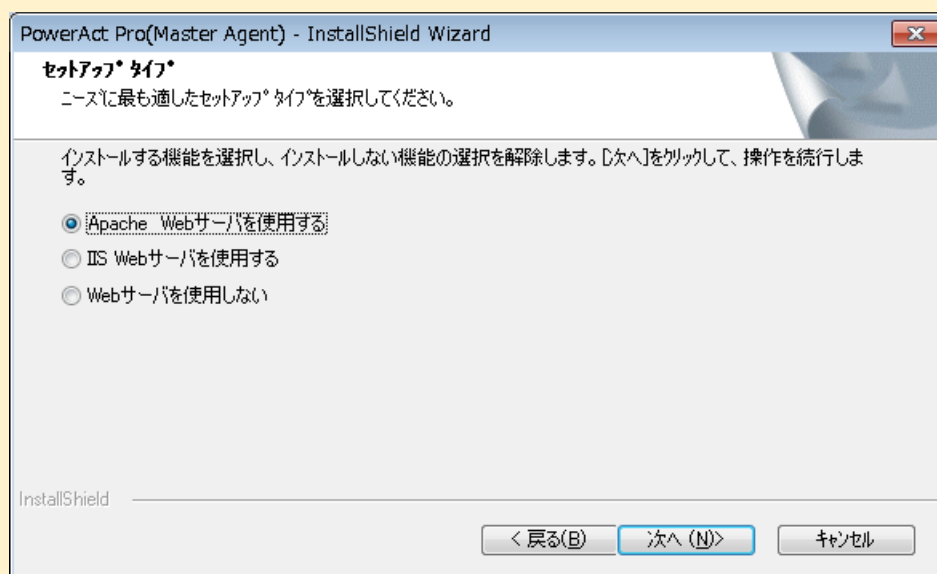 PowerAct Pro(Master Agent) - InstallShield Wizard
セットアップ タイプ
ニーズに最も適したセットアップ タイプを選択してください。
インストールする機能を選択し、インストールしない機能の選択を解除します。[次へ]をクリックして、操作を続行しま
す。
Apache Webサーバを使用する
IIS Webサーバを使用する
Webサーバを使用しない
InstallShield
< 戻る(B)
次へ (N)>
キャンセル